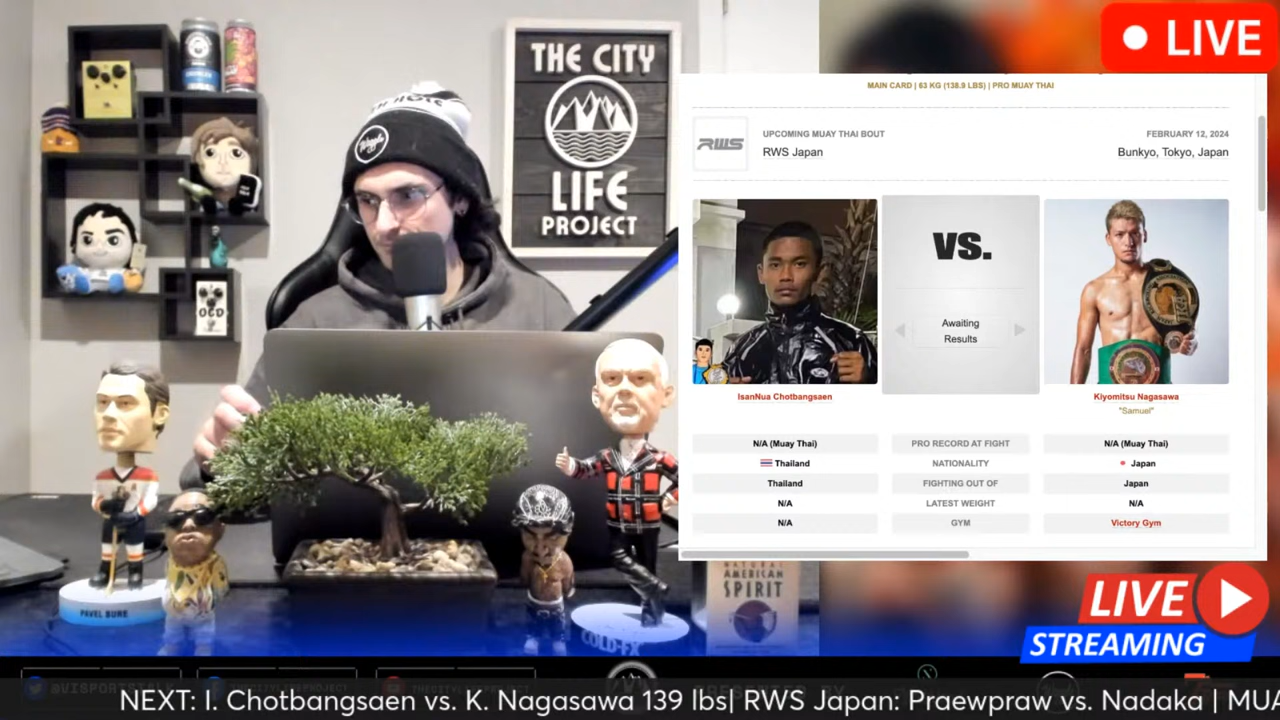 LIVE
THE CITY
LIFE
PROJECT
Waggle
OCD
MAIN CARD | 63 KG (138.9 LBS) | PRO MUAY THAI
RWS
UPCOMING MUAY THAI BOUT
FEBRUARY 12, 2024
RWS Japan
Bunkyo, Tokyo, Japan
VS.
Awaiting
Results
IsanNua Chotbangsaen
Kiyomitsu Nagasawa
"Samuel"
N/A (Muay Thai)
PRO RECORD AT FIGHT
N/A (Muay Thai)
Thailand
NATIONALITY
Japan
Thailand
FIGHTING OUT OF
Japan
N/A
LATEST WEIGHT
N/A
N/A
GYM
Victory Gym
PAVEL BURE
COLD-FX
NATURAL
AMERICAN
SPIRIT
LIVE
STREAMING
NEXT: I. Chotbangsaen vs. K. Nagasawa 139 lbs| RWS Japan: Praewpraw vs. Nadaka | MUA